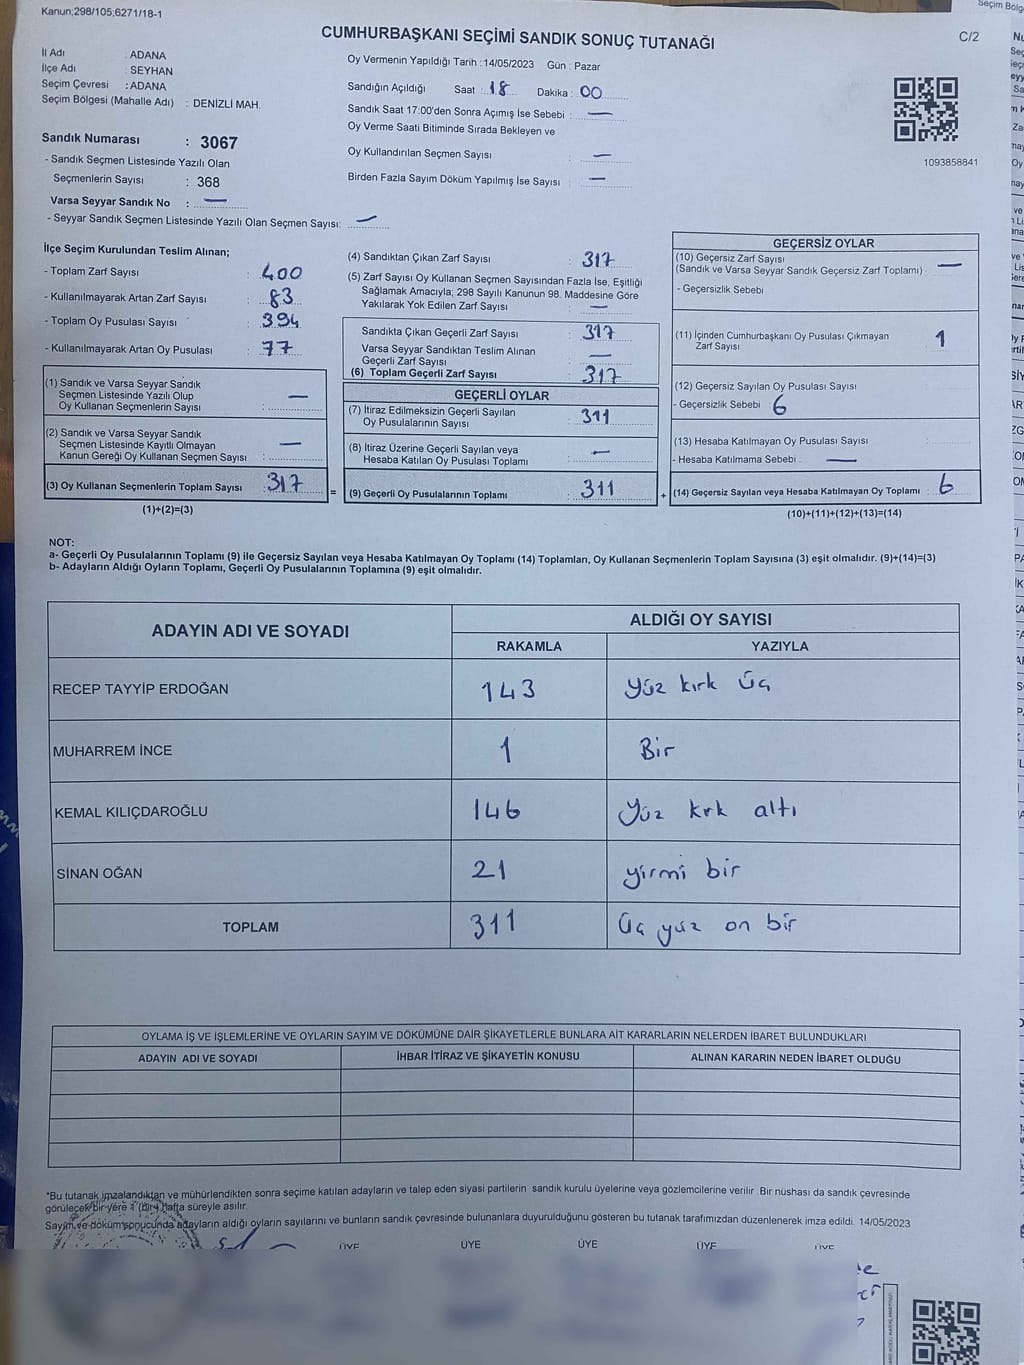 Kanun;298/105;6271/18-1
CUMHURBAŞKANI SEÇİMİ SANDIK SONUÇ TUTANAĞI
C/2
İl Adı : ADANA
İlçe Adı : SEYHAN
Seçim Çevresi : ADANA
Seçim Bölgesi (Mahalle Adı) : DENİZLİ MAH.
Oy Vermenin Yapıldığı Tarih :14/05/2023 Gün : Pazar
Sandığın Açıldığı Saat : 18 Dakika : 00
Sandık Saat 17:00'den Sonra Açımış İse Sebebi : —
Oy Verme Saati Bitiminde Sırada Bekleyen ve
Oy Kullandırılan Seçmen Sayısı : —
Birden Fazla Sayım Döküm Yapılmış İse Sayısı : —
1093858841
Sandık Numarası : 3067
- Sandık Seçmen Listesinde Yazılı Olan
Seçmenlerin Sayısı : 368
Varsa Seyyar Sandık No : —
- Seyyar Sandık Seçmen Listesinde Yazılı Olan Seçmen Sayısı: —
İlçe Seçim Kurulundan Teslim Alınan;
- Toplam Zarf Sayısı : 400
- Kullanılmayarak Artan Zarf Sayısı : 83
- Toplam Oy Pusulası Sayısı : 394
- Kullanılmayarak Artan Oy Pusulası : 77
(1) Sandık ve Varsa Seyyar Sandık
Seçmen Listesinde Yazılı Olup
Oy Kullanan Seçmenlerin Sayısı : —
(2) Sandık ve Varsa Seyyar Sandık
Seçmen Listesinde Kayıtlı Olmayan
Kanun Gereği Oy Kullanan Seçmen Sayısı : —
(3) Oy Kullanan Seçmenlerin Toplam Sayısı : 317
(1)+(2)=(3)
(4) Sandıktan Çıkan Zarf Sayısı : 317
(5) Zarf Sayısı Oy Kullanan Seçmen Sayısından Fazla İse, Eşitliği
Sağlamak Amacıyla; 298 Sayılı Kanunun 98. Maddesine Göre
Yakılarak Yok Edilen Zarf Sayısı : —
Sandıkta Çıkan Geçerli Zarf Sayısı : 317
Varsa Seyyar Sandıktan Teslim Alınan
Geçerli Zarf Sayısı : —
(6) Toplam Geçerli Zarf Sayısı : 317
GEÇERLİ OYLAR
(7) İtiraz Edilmeksizin Geçerli Sayılan
Oy Pusulalarının Sayısı : 311
(8) İtiraz Üzerine Geçerli Sayılan veya
Hesaba Katılan Oy Pusulası Toplamı : —
= (9) Geçerli Oy Pusulalarının Toplamı : 311
GEÇERSİZ OYLAR
(10) Geçersiz Zarf Sayısı
(Sandık ve Varsa Seyyar Sandık Geçersiz Zarf Toplamı) : —
- Geçersizlik Sebebi
(11) İçinden Cumhurbaşkanı Oy Pusulası Çıkmayan
Zarf Sayısı 1
(12) Geçersiz Sayılan Oy Pusulası Sayısı
- Geçersizlik Sebebi 6
(13) Hesaba Katılmayan Oy Pusulası Sayısı
- Hesaba Katılmama Sebebi —
+ (14) Geçersiz Sayılan veya Hesaba Katılmayan Oy Toplamı : 6
(10)+(11)+(12)+(13)=(14)
NOT:
a- Geçerli Oy Pusulalarının Toplamı (9) ile Geçersiz Sayılan veya Hesaba Katılmayan Oy Toplamı (14) Toplamları, Oy Kullanan Seçmenlerin Toplam Sayısına (3) eşit olmalıdır. (9)+(14)=(3)
b- Adayların Aldığı Oyların Toplamı, Geçerli Oy Pusulalarının Toplamına (9) eşit olmalıdır.
ADAYIN ADI VE SOYADI ALDIĞI OY SAYISI
RAKAMLA YAZIYLA
RECEP TAYYİP ERDOĞAN 143 Yüz kırk üç
MUHARREM İNCE 1 Bir
KEMAL KILIÇDAROĞLU 146 Yüz krk altı
SİNAN OĞAN 21 yirmi bir
TOPLAM 311 Üç yüz on bir
OYLAMA İŞ VE İŞLEMLERİNE VE OYLARIN SAYIM VE DÖKÜMÜNE DAİR ŞİKAYETLERLE BUNLARA AİT KARARLARIN NELERDEN İBARET BULUNDUKLARI
ADAYIN ADI VE SOYADI İHBAR İTİRAZ VE ŞİKAYETİN KONUSU ALINAN KARARIN NEDEN İBARET OLDUĞU
*Bu tutanak imzalandıktan ve mühürlendikten sonra seçime katılan adayların ve talep eden siyasi partilerin sandık kurulu üyelerine veya gözlemcilerine verilir .Bir nüshası da sandık çevresinde
görülecek bir yere 1 (Bir) hafta süreyle asılır.
Sayım ve döküm sonucunda adayların aldığı oyların sayılarını ve bunların sandık çevresinde bulunanlara duyurulduğunu gösteren bu tutanak tarafımızdan düzenlenerek imza edildi. 14/05/2023
ÜYE ÜYE ÜYE ÜYE ÜYE